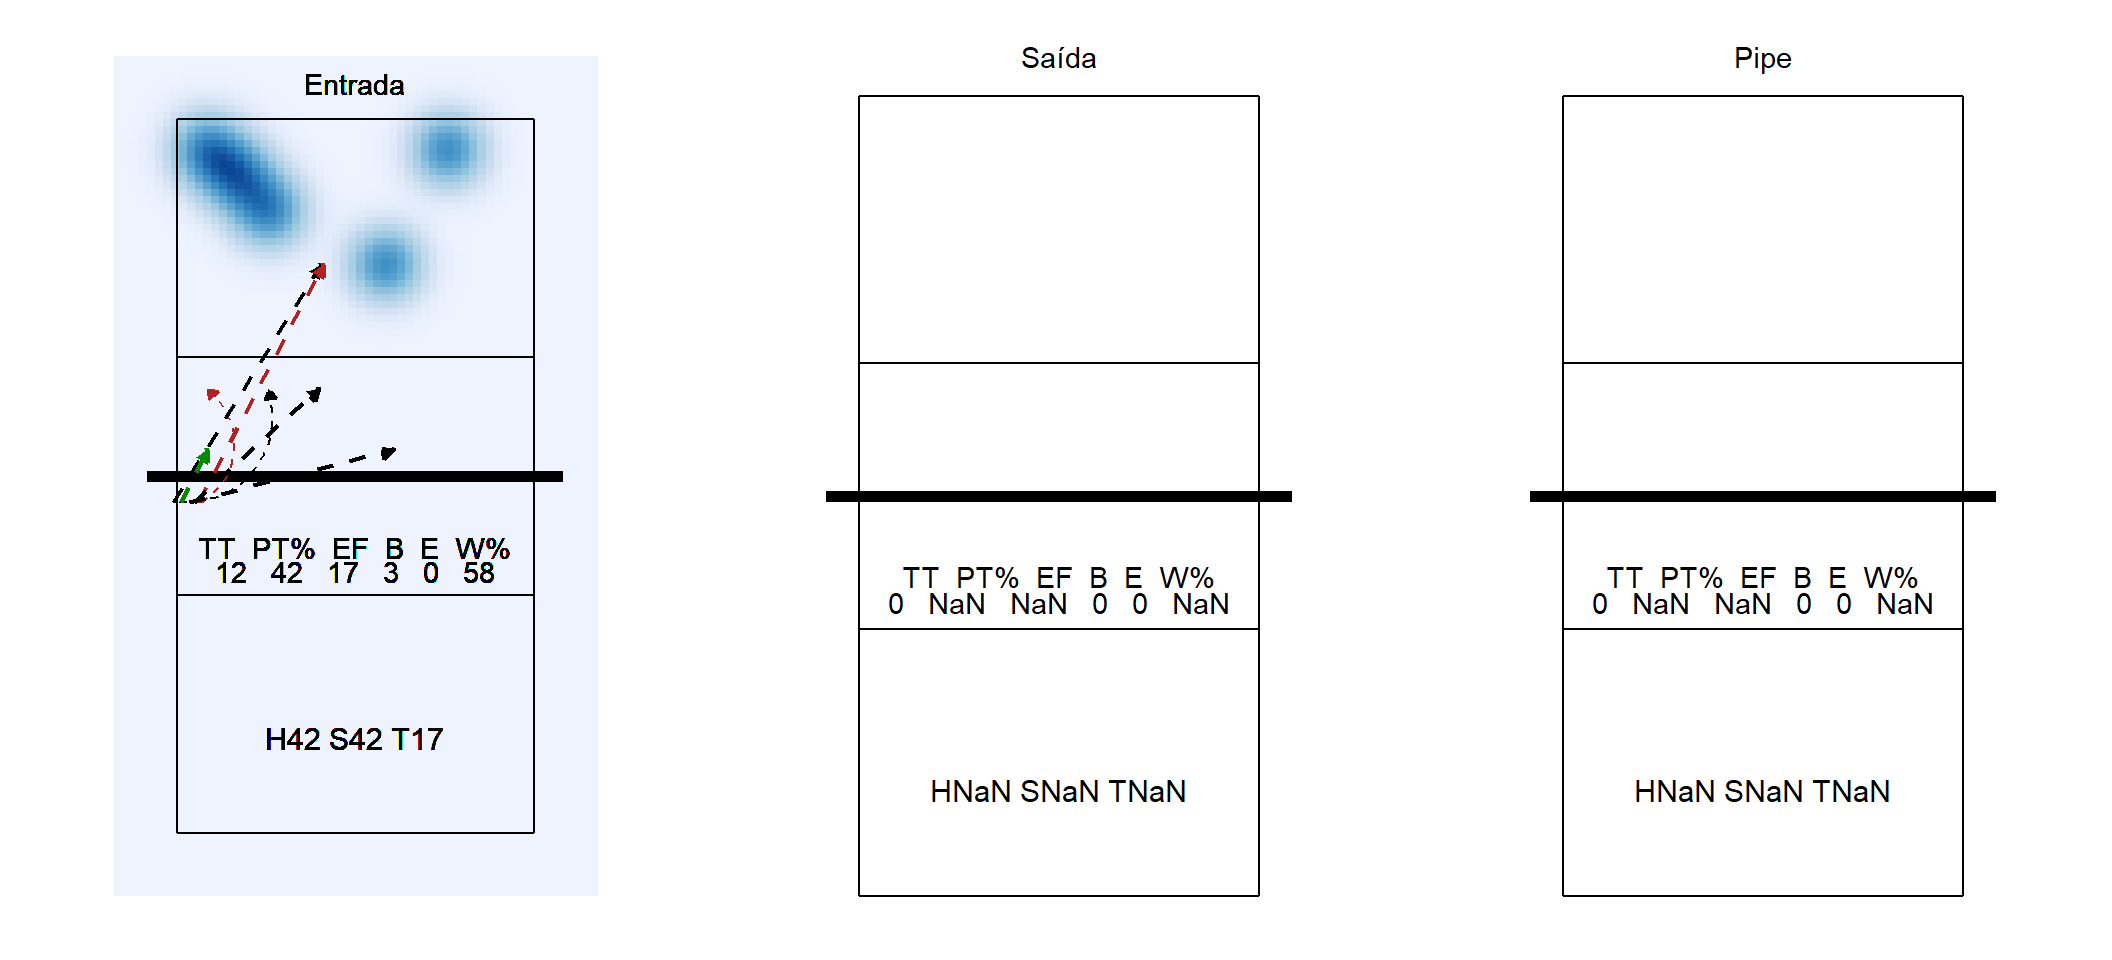 Entrada
TT PT% EF B E W%
12 42 17 3 0 58
H42 S42 T17
Saída
TT PT% EF B E W%
0 NaN NaN 0 0 NaN
HNaN SNaN TNaN
Pipe
TT PT% EF B E W%
0 NaN NaN 0 0 NaN
HNaN SNaN TNaN